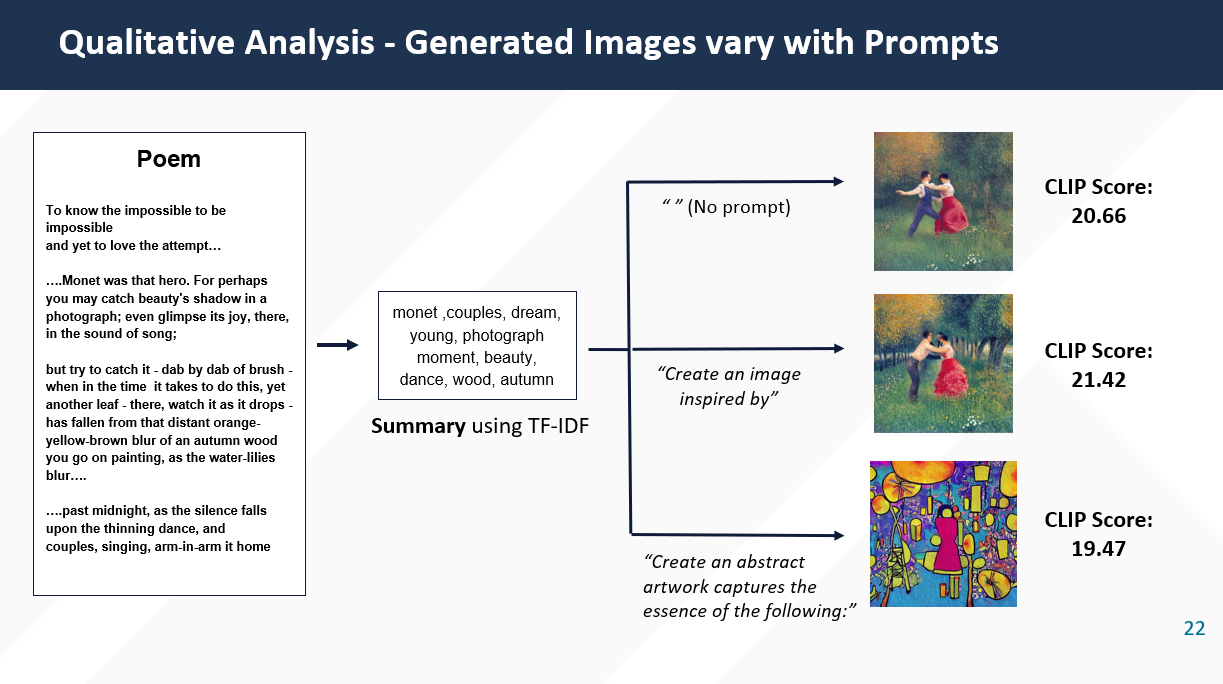 Qualitative Analysis - Generated Images vary with Prompts
Poem
To know the impossible to be
impossible
and yet to love the attempt…
….Monet was that hero. For perhaps
you may catch beauty's shadow in a
photograph; even glimpse its joy, there,
in the sound of song;
but try to catch it - dab by dab of brush -
when in the time  it takes to do this, yet
another leaf - there, watch it as it drops -
has fallen from that distant orange-
yellow-brown blur of an autumn wood
you go on painting, as the water-lilies
blur….
….past midnight, as the silence falls
upon the thinning dance, and
couples, singing, arm-in-arm it home
monet ,couples, dream,
young, photograph
moment, beauty,
dance, wood, autumn
Summary using TF-IDF
“ ” (No prompt)
CLIP Score:
20.66
“Create an image
inspired by”
CLIP Score:
21.42
“Create an abstract
artwork captures the
essence of the following:”
CLIP Score:
19.47
22